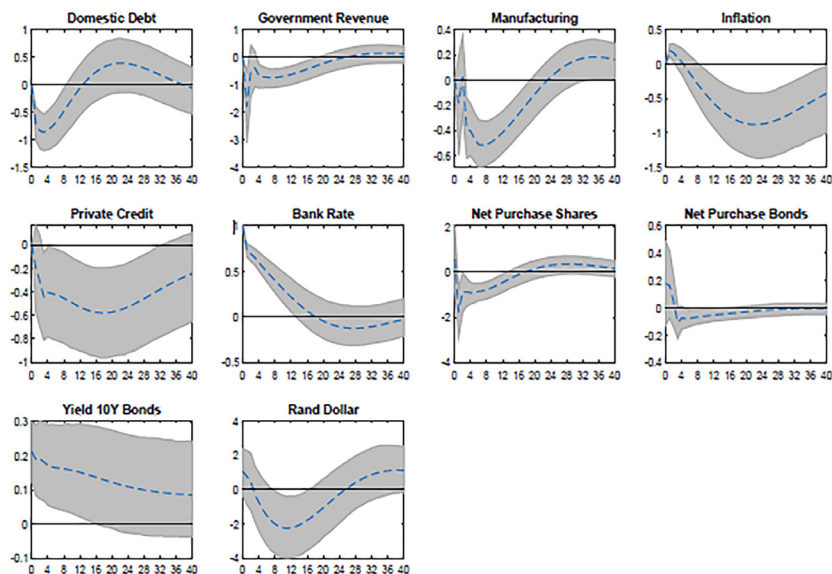 Domestic Debt Government Revenue Manufacturing Inflation
1 1 0.4 0.5
0.5 0 0.2 0
0 -1 0 -0.5
-0.5 -2 -0.2 -1
-1 -3 -0.4 -1.5
-1.5 -4 -0.6
0 4 8 12 16 20 24 28 32 36 40 0 4 8 12 16 20 24 28 32 36 40 0 4 8 12 16 20 24 28 32 36 40 0 4 8 12 16 20 24 28 32 36 40
Private Credit Bank Rate Net Purchase Shares Net Purchase Bonds
0 1 2 0.6
-0.2 0.5 0 0.4
-0.4 0 -2 0.2
-0.6 -0.5 -4 0
-0.8 -0.2
-1 -0.4
0 4 8 12 16 20 24 28 32 36 40 0 4 8 12 16 20 24 28 32 36 40 0 4 8 12 16 20 24 28 32 36 40 0 4 8 12 16 20 24 28 32 36 40
Yield 10Y Bonds Rand Dollar
0.3 4
0.2 2
0.1 0
0 -2
-0.1 -4
0 4 8 12 16 20 24 28 32 36 40 0 4 8 12 16 20 24 28 32 36 40